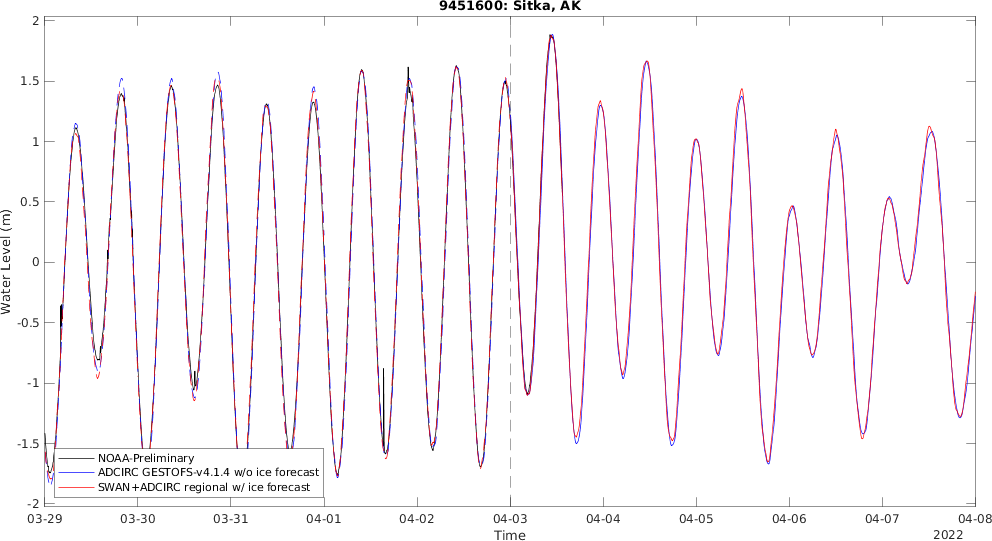 9451600: Sitka, AK
2
1.5
1
0.5
0
-0.5
-1
-1.5
-2
Water Level (m)
NOAA-Preliminary
ADCIRC GESTOFS-v4.1.4 w/o ice forecast
SWAN+ADCIRC regional w/ ice forecast
03-29 03-30 03-31 04-01 04-02 04-03 04-04 04-05 04-06 04-07 04-08
Time
2022